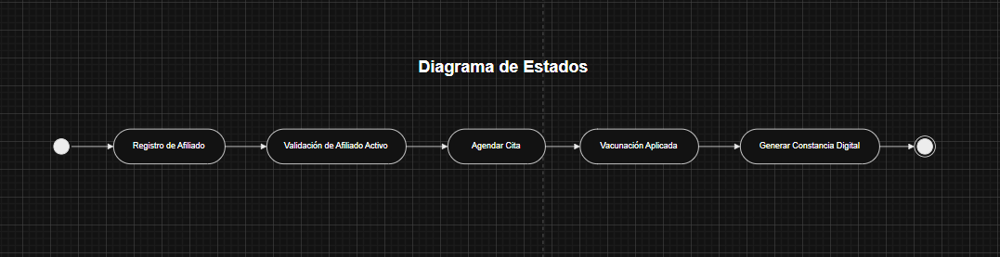 Diagrama de Estados
Registro de Afiliado
Validación de Afiliado Activo
Agendar Cita
Vacunación Aplicada
Generar Constancia Digital